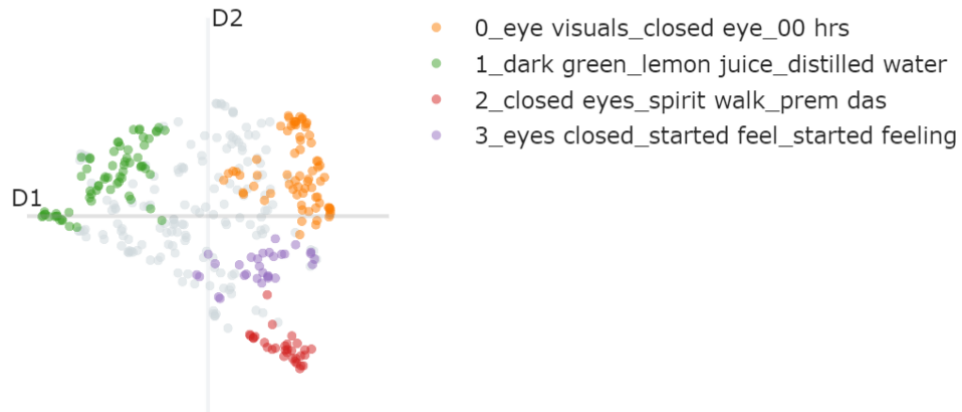 D2
D1
0_eye visuals_closed eye_00 hrs
1_dark green_lemon juice_distilled water
2_closed eyes_spirit walk_prem das
3_eyes closed_started feel_started feeling